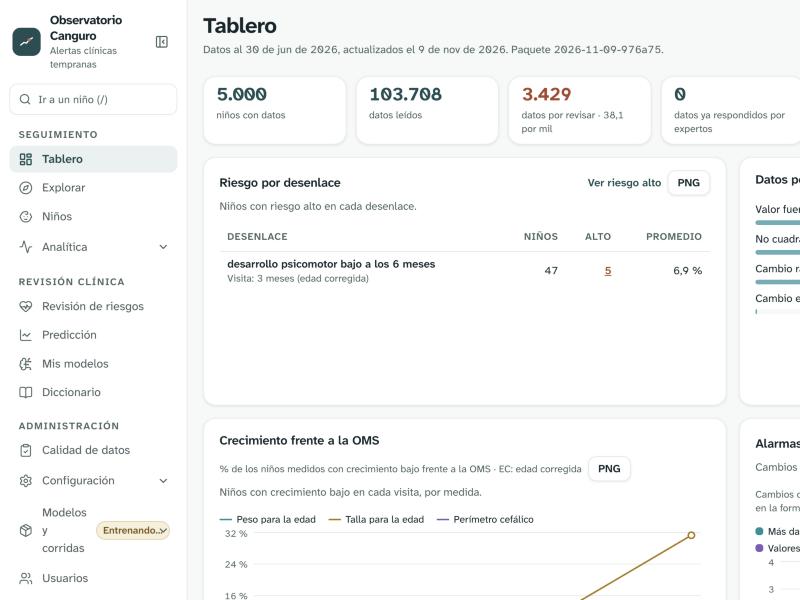 Observatorio
Canguro
Alertas clínicas
tempranas
Ir a un niño (/)
SEGUIMIENTO
Tablero
Explorar
Niños
Analítica
REVISIÓN CLÍNICA
Revisión de riesgos
Predicción
Mis modelos
Diccionario
ADMINISTRACIÓN
Calidad de datos
Configuración
Modelos
y
corridas
Entrenando...
Usuarios
Tablero
Datos al 30 de jun de 2026, actualizados el 9 de nov de 2026. Paquete 2026-11-09-976a75.
5.000
niños con datos
103.708
datos leídos
3.429
datos por revisar · 38,1
por mil
0
datos ya respondidos por
expertos
Riesgo por desenlace
Ver riesgo alto
PNG
Niños con riesgo alto en cada desenlace.
DESENLACE NIÑOS ALTO PROMEDIO
desarrollo psicomotor bajo a los 6 meses
Visita: 3 meses (edad corregida)
47 5 6,9 %
Datos
Valor
No
Cambio
Cambio
Crecimiento frente a la OMS
% de los niños medidos con crecimiento bajo frente a la OMS · EC: edad corregida
PNG
Niños con crecimiento bajo en cada visita, por medida.
Peso para la edad Talla para la edad Perímetro cefálico
32 %
24 %
16 %
Alarmas
Cambios
Cambios
en la
Más
Valores
4
3